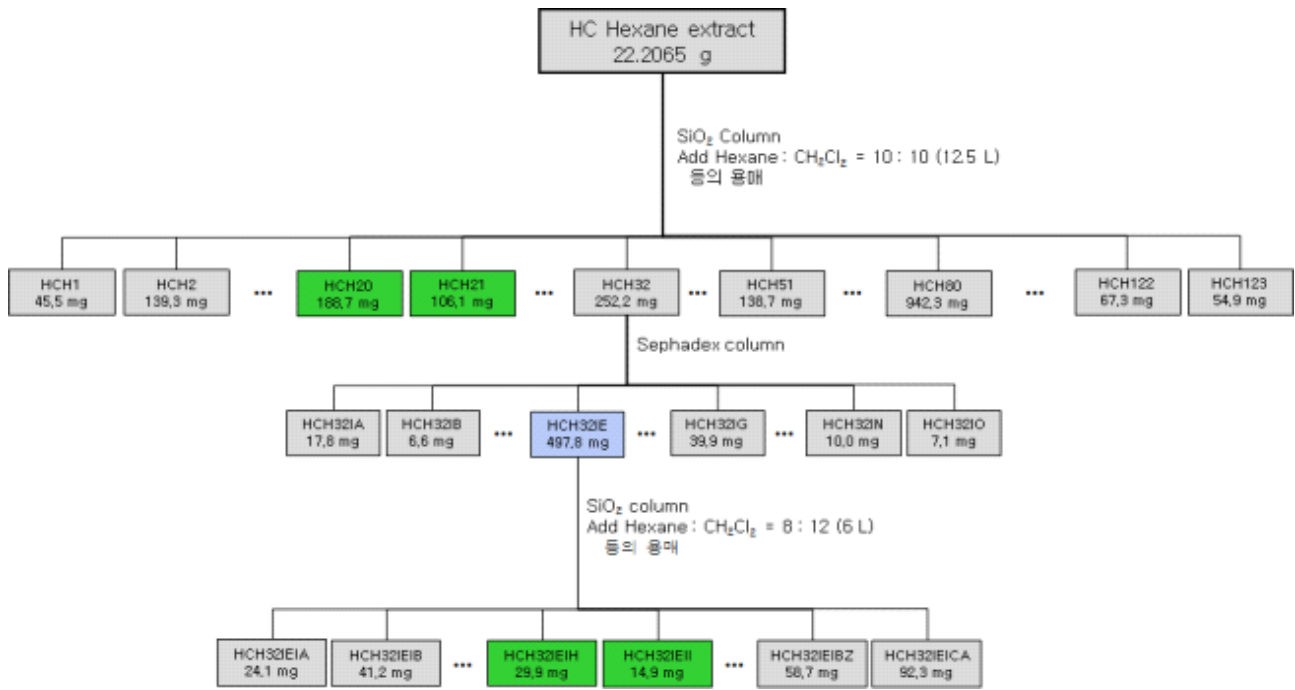 HC Hexane extract
22.2065 g
SiO₂ Column
Add Hexane : CH₂Cl₂ = 10 : 10 (12.5 L)
등의 용매
HCH1
45,5 mg
HCH2
139,3 mg
...
HCH20
188,7 mg
HCH21
106,1 mg
...
HCH32
252,2 mg
...
HCH51
138,7 mg
...
HCH80
942,3 mg
...
HCH122
67,3 mg
HCH123
54,9 mg
Sephadex column
HCH32IA
17,8 mg
HCH32IB
6,6 mg
...
HCH32IE
497,8 mg
...
HCH32IG
39,9 mg
...
HCH32IN
10,0 mg
HCH32IO
7,1 mg
SiO₂ column
Add Hexane : CH₂Cl₂ = 8 : 12 (6 L)
등의 용매
HCH32IEIA
24,1 mg
HCH32IEIB
41,2 mg
...
HCH32IEIH
29,9 mg
HCH32IEII
14,9 mg
...
HCH32IEIBZ
58,7 mg
HCH32IEICA
92,3 mg